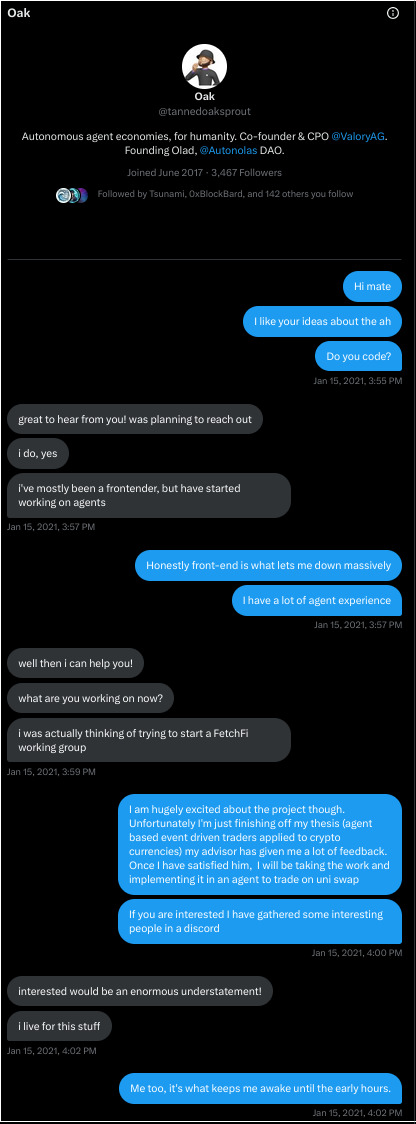 Oak
Oak
@tannedoaksprout
Autonomous agent economies, for humanity. Co-founder & CPO @ValoryAG.
Founding Olad, @Autonolas DAO.
Joined June 2017 · 3,467 Followers
Followed by Tsunami, 0xBlockBard, and 142 others you follow
Hi mate
I like your ideas about the ah
Do you code?
Jan 15, 2021, 3:55 PM
great to hear from you! was planning to reach out
i do, yes
i've mostly been a frontender, but have started
working on agents
Jan 15, 2021, 3:57 PM
Honestly front-end is what lets me down massively
I have a lot of agent experience
Jan 15, 2021, 3:57 PM
well then i can help you!
what are you working on now?
i was actually thinking of trying to start a FetchFi
working group
Jan 15, 2021, 3:59 PM
I am hugely excited about the project though.
Unfortunately I'm just finishing off my thesis (agent
based event driven traders applied to crypto
currencies) my advisor has given me a lot of feedback.
Once I have satisfied him, I will be taking the work and
implementing it in an agent to trade on uni swap
If you are interested I have gathered some interesting
people in a discord
Jan 15, 2021, 4:00 PM
interested would be an enormous understatement!
i live for this stuff
Jan 15, 2021, 4:02 PM
Me too, it's what keeps me awake until the early hours.
Jan 15, 2021, 4:02 PM